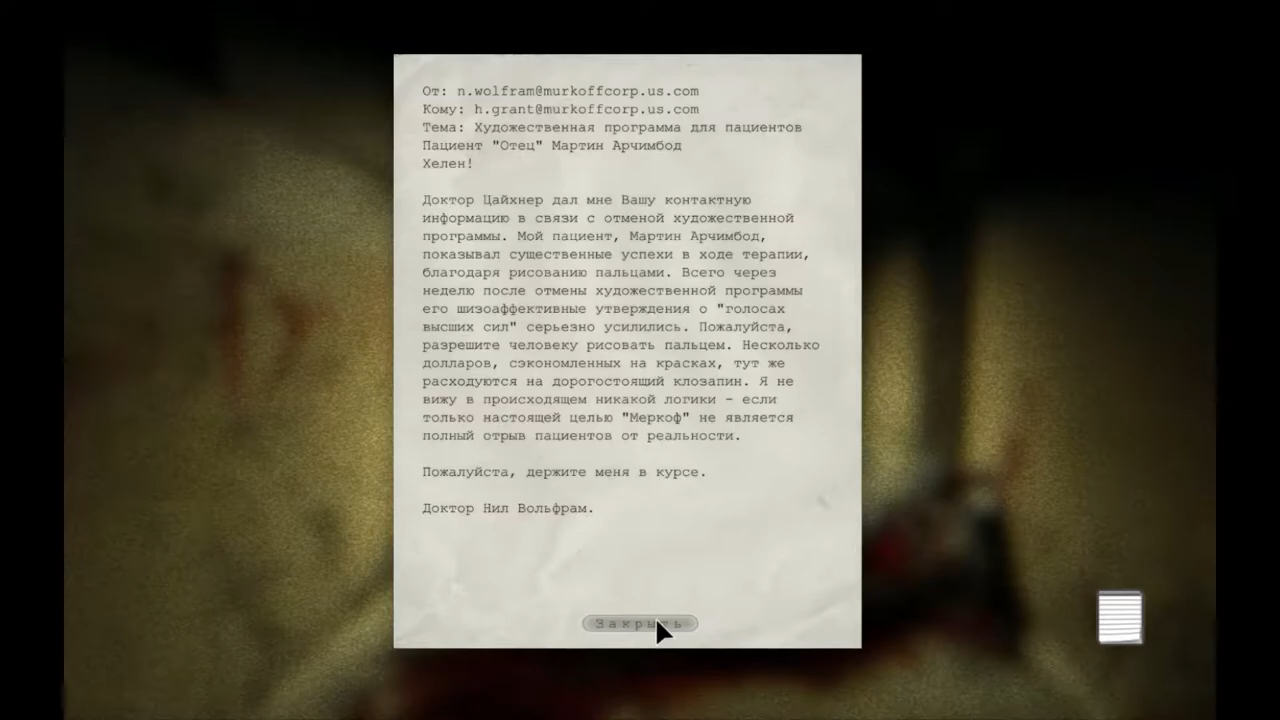 От: n.wolfram@murkoffcorp.us.com
Кому: h.grant@murkoffcorp.us.com
Тема: Художественная программа для пациентов
Пациент "Отец" Мартин Арчимбод
Хелен!
Доктор Цайхнер дал мне Вашу контактную
информацию в связи с отменой художественной
программы. Мой пациент, Мартин Арчимбод,
показывал существенные успехи в ходе терапии,
благодаря рисованию пальцами. Всего через
неделю после отмены художественной программы
его шизоаффективные утверждения о "голосах
высших сил" серьезно усилились. Пожалуйста,
разрешите человеку рисовать пальцем. Несколько
долларов, сэкономленных на красках, тут же
расходуются на дорогостоящий клозапин. Я не
вижу в происходящем никакой логики - если
только настоящей целью "Меркоф" не является
полный отрыв пациентов от реальности.
Пожалуйста, держите меня в курсе.
Доктор Нил Вольфрам.
Закрыть